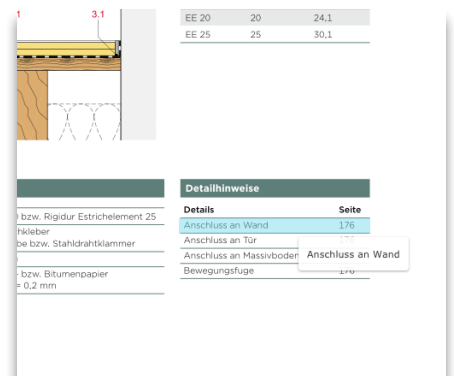 1
3.1
EE 20 20 24,1
EE 25 25 30,1
bzw. Rigidur Estrichelement 25
be bzw. Stahldrahtklammer
bzw. Bitumenpapier
= 0,2 mm
Detailhinweise
Details Seite
Anschluss an Wand 176
Anschluss an Tür
Anschluss an Massivboden
Bewegungsfuge 176
Anschluss an Wand